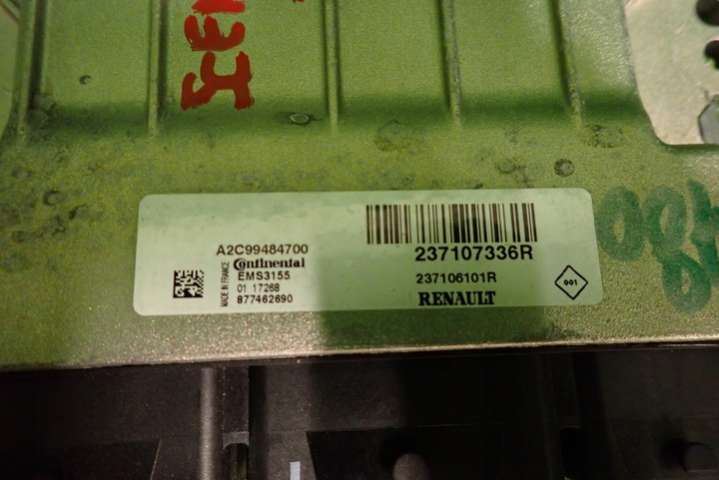 A2C99484700
Continental
EMS3155
01 17268
877462690
MADE IN FRANCE
237107336R
237106101R
RENAULT
001